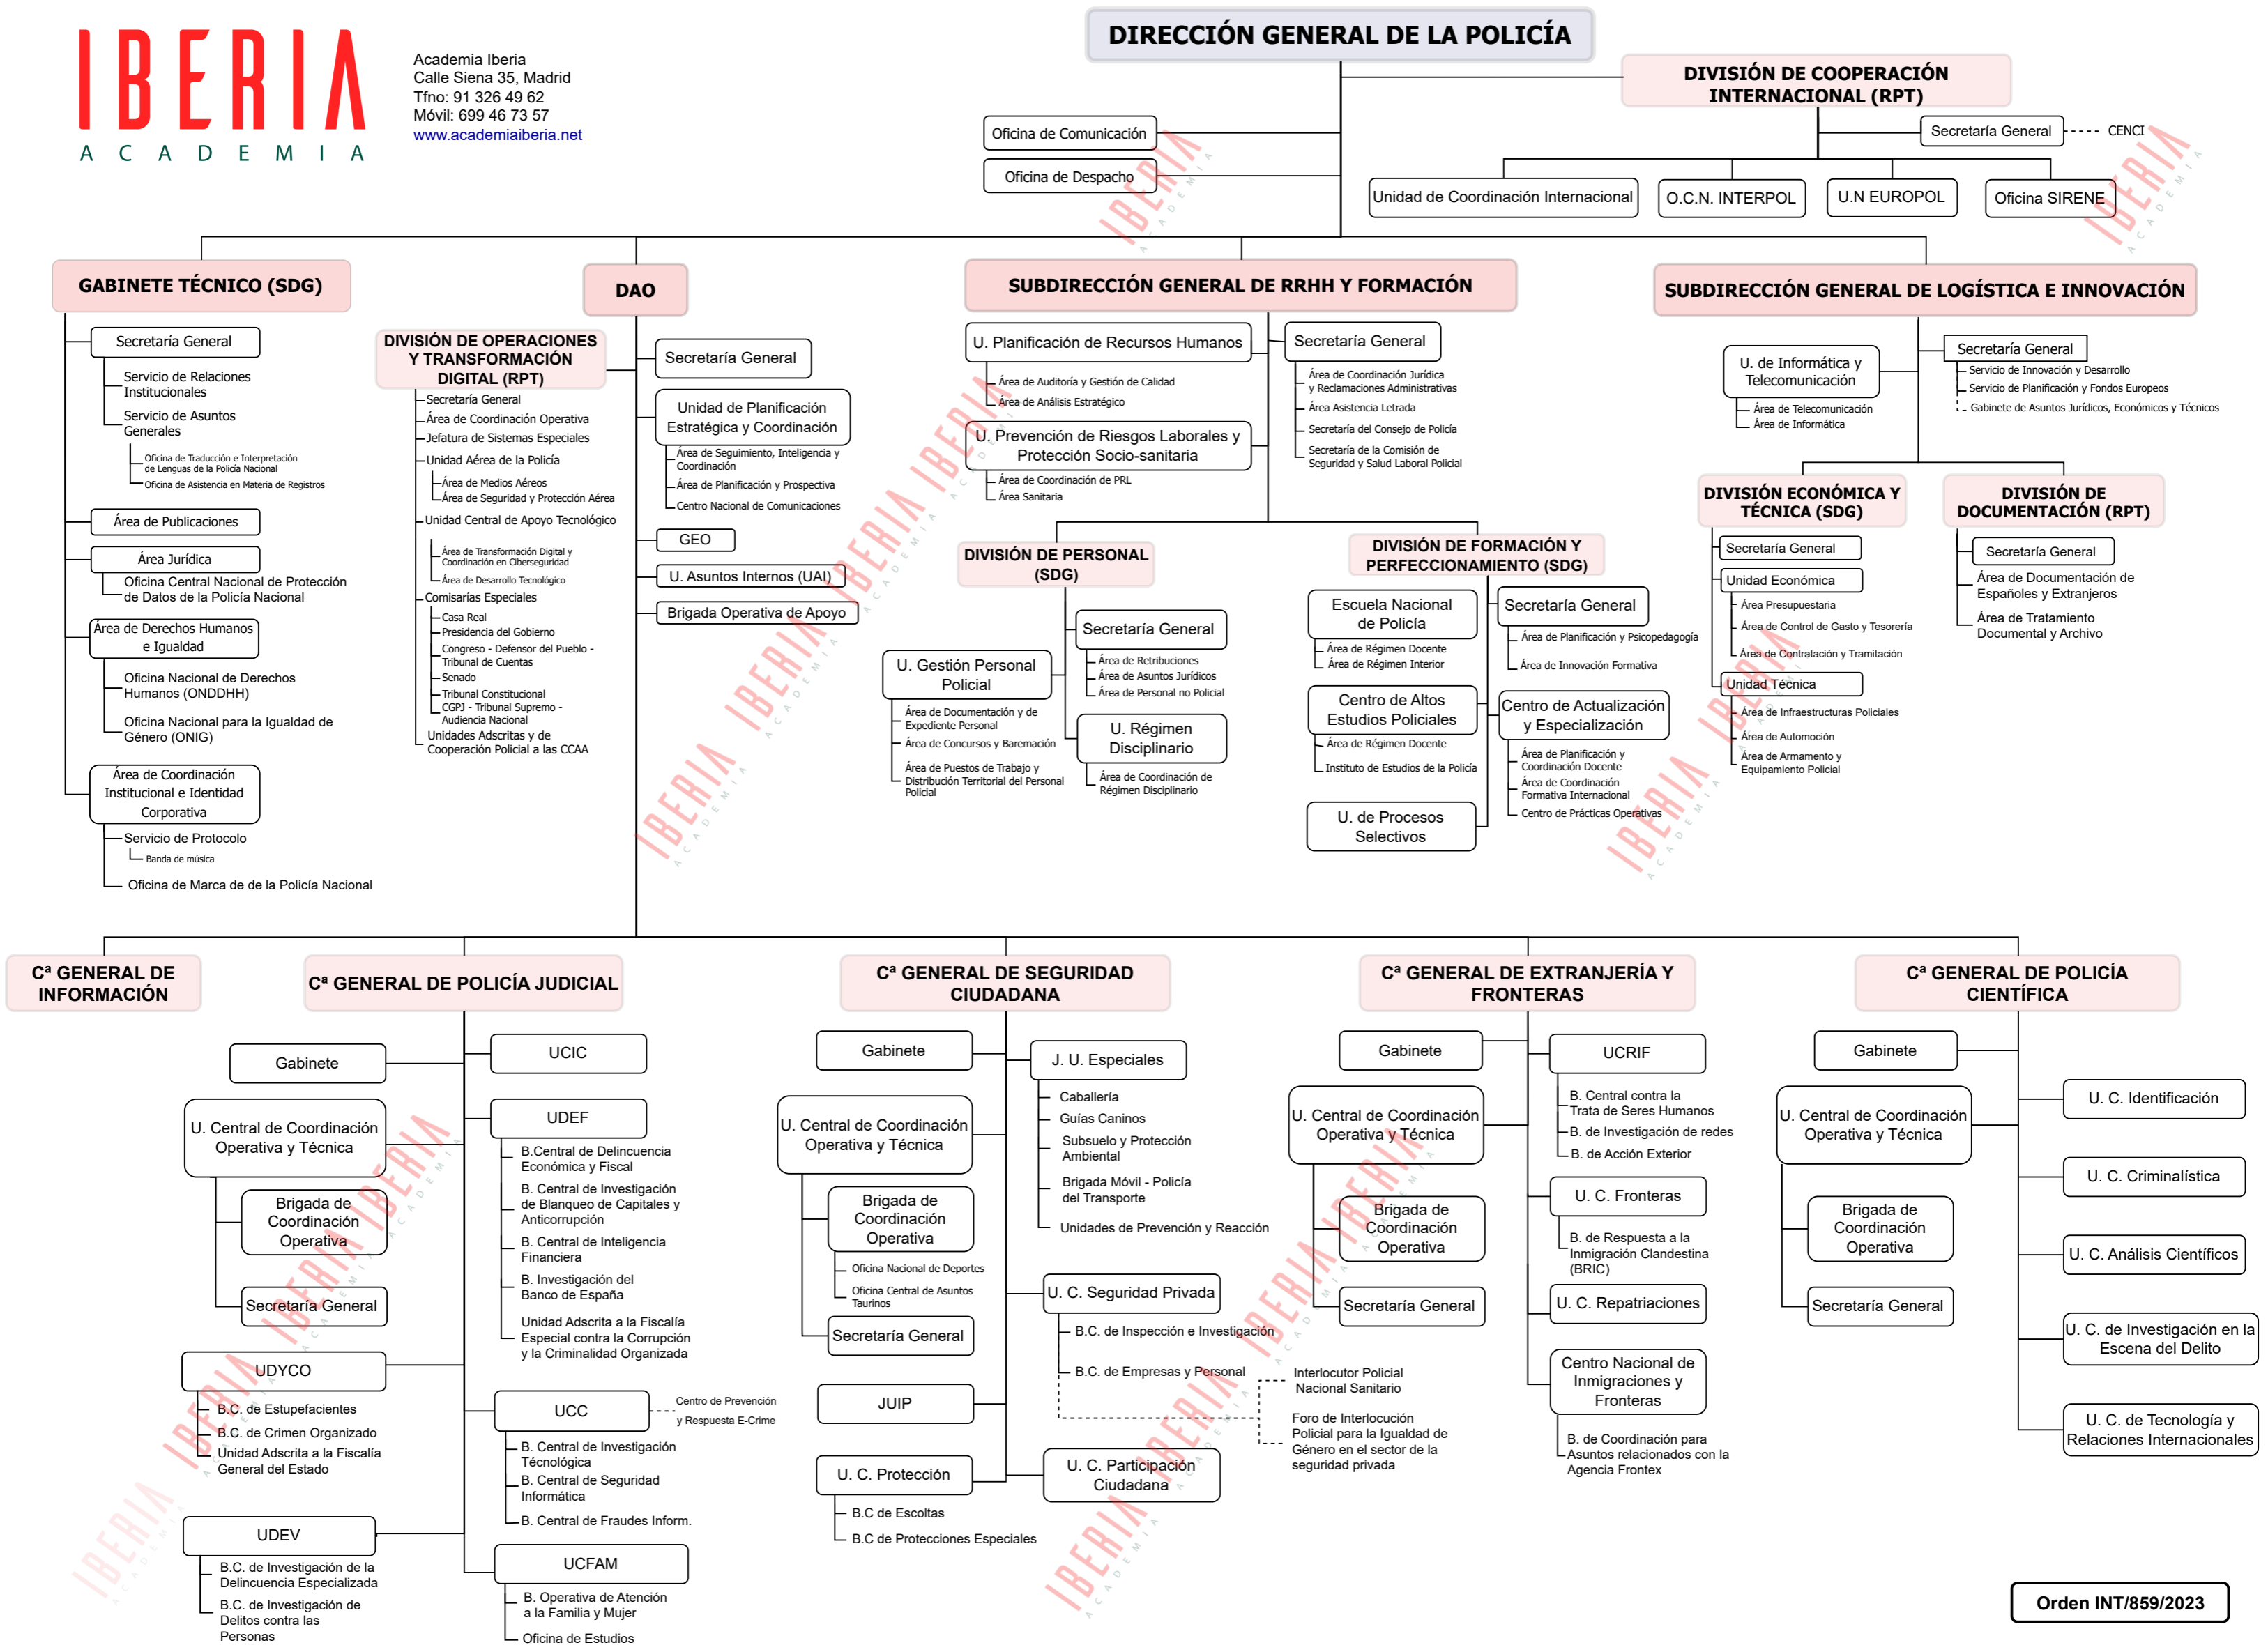 IBERIA
ACADEMIA
Academia Iberia
Calle Siena 35, Madrid
Tfno: 91 326 49 62
Móvil: 699 46 73 57
www.academiaiberia.net
DIRECCIÓN GENERAL DE LA POLICÍA
DIVISIÓN DE COOPERACIÓN
INTERNACIONAL (RPT)
Oficina de Comunicación
Oficina de Despacho
Secretaría General
CENCI
Unidad de Coordinación Internacional
O.C.N. INTERPOL
U.N EUROPOL
Oficina SIRENE
GABINETE TÉCNICO (SDG)
Secretaría General
Servicio de Relaciones
Institucionales
Servicio de Asuntos
Generales
Oficina de Traducción e Interpretación
de Lenguas de la Policía Nacional
Oficina de Asistencia en Materia de Registros
Área de Publicaciones
Área Jurídica
Oficina Central Nacional de Protección
de Datos de la Policía Nacional
Área de Derechos Humanos
e Igualdad
Oficina Nacional de Derechos
Humanos (ONDDHH)
Oficina Nacional para la Igualdad de
Género (ONIG)
Área de Coordinación
Institucional e Identidad
Corporativa
Servicio de Protocolo
Banda de música
Oficina de Marca de de la Policía Nacional
DAO
DIVISIÓN DE OPERACIONES
Y TRANSFORMACIÓN
DIGITAL (RPT)
Secretaría General
Área de Coordinación Operativa
Jefatura de Sistemas Especiales
Unidad Aérea de la Policía
Área de Medios Aéreos
Área de Seguridad y Protección Aérea
Unidad Central de Apoyo Tecnológico
Área de Transformación Digital y
Coordinación en Ciberseguridad
Área de Desarrollo Tecnológico
Comisarías Especiales
Casa Real
Presidencia del Gobierno
Congreso - Defensor del Pueblo -
Tribunal de Cuentas
Senado
Tribunal Constitucional
CGPJ - Tribunal Supremo -
Audiencia Nacional
Unidades Adscritas y de
Cooperación Policial a las CCAA
Secretaría General
Unidad de Planificación
Estratégica y Coordinación
Área de Seguimiento, Inteligencia y
Coordinación
Área de Planificación y Prospectiva
Centro Nacional de Comunicaciones
GEO
U. Asuntos Internos (UAI)
Brigada Operativa de Apoyo
SUBDIRECCIÓN GENERAL DE RRHH Y FORMACIÓN
U. Planificación de Recursos Humanos
Área de Auditoría y Gestión de Calidad
Área de Análisis Estratégico
U. Prevención de Riesgos Laborales y
Protección Socio-sanitaria
Área de Coordinación de PRL
Área Sanitaria
Secretaría General
Área de Coordinación Jurídica
y Reclamaciones Administrativas
Área Asistencia Letrada
Secretaría del Consejo de Policía
Secretaría de la Comisión de
Seguridad y Salud Laboral Policial
DIVISIÓN DE PERSONAL
(SDG)
Secretaría General
Área de Retribuciones
Área de Asuntos Jurídicos
Área de Personal no Policial
U. Gestión Personal
Policial
Área de Documentación y de
Expediente Personal
Área de Concursos y Baremación
Área de Puestos de Trabajo y
Distribución Territorial del Personal
Policial
U. Régimen
Disciplinario
Área de Coordinación de
Régimen Disciplinario
DIVISIÓN DE FORMACIÓN Y
PERFECCIONAMIENTO (SDG)
Escuela Nacional
de Policía
Área de Régimen Docente
Área de Régimen Interior
Centro de Altos
Estudios Policiales
Área de Régimen Docente
Instituto de Estudios de la Policía
U. de Procesos
Selectivos
Secretaría General
Área de Planificación y Psicopedagogía
Área de Innovación Formativa
Centro de Actualización
y Especialización
Área de Planificación y
Coordinación Docente
Área de Coordinación
Formativa Internacional
Centro de Prácticas Operativas
SUBDIRECCIÓN GENERAL DE LOGÍSTICA E INNOVACIÓN
U. de Informática y
Telecomunicación
Área de Telecomunicación
Área de Informática
Secretaría General
Servicio de Innovación y Desarrollo
Servicio de Planificación y Fondos Europeos
Gabinete de Asuntos Jurídicos, Económicos y Técnicos
DIVISIÓN ECONÓMICA Y
TÉCNICA (SDG)
Secretaría General
Unidad Económica
Área Presupuestaria
Área de Control de Gasto y Tesorería
Área de Contratación y Tramitación
Unidad Técnica
Área de Infraestructuras Policiales
Área de Automoción
Área de Armamento y
Equipamiento Policial
DIVISIÓN DE
DOCUMENTACIÓN (RPT)
Secretaría General
Área de Documentación de
Españoles y Extranjeros
Área de Tratamiento
Documental y Archivo
Cª GENERAL DE
INFORMACIÓN
Cª GENERAL DE POLICÍA JUDICIAL
Gabinete
U. Central de Coordinación
Operativa y Técnica
Brigada de
Coordinación
Operativa
Secretaría General
UDYCO
B.C. de Estupefacientes
B.C. de Crimen Organizado
Unidad Adscrita a la Fiscalía
General del Estado
UDEV
B.C. de Investigación de la
Delincuencia Especializada
B.C. de Investigación de
Delitos contra las
Personas
UCIC
UDEF
B.Central de Delincuencia
Económica y Fiscal
B. Central de Investigación
de Blanqueo de Capitales y
Anticorrupción
B. Central de Inteligencia
Financiera
B. Investigación del
Banco de España
Unidad Adscrita a la Fiscalía
Especial contra la Corrupción
y la Criminalidad Organizada
UCC
Centro de Prevención
y Respuesta E-Crime
B. Central de Investigación
Técnológica
B. Central de Seguridad
Informática
B. Central de Fraudes Inform.
UCFAM
B. Operativa de Atención
a la Familia y Mujer
Oficina de Estudios
Cª GENERAL DE SEGURIDAD
CIUDADANA
Gabinete
U. Central de Coordinación
Operativa y Técnica
Brigada de
Coordinación
Operativa
Oficina Nacional de Deportes
Oficina Central de Asuntos
Taurinos
Secretaría General
JUIP
U. C. Protección
B.C de Escoltas
B.C de Protecciones Especiales
J. U. Especiales
Caballería
Guías Caninos
Subsuelo y Protección
Ambiental
Brigada Móvil - Policía
del Transporte
Unidades de Prevención y Reacción
U. C. Seguridad Privada
B.C. de Inspección e Investigación
B.C. de Empresas y Personal
Interlocutor Policial
Nacional Sanitario
Foro de Interlocución
Policial para la Igualdad de
Género en el sector de la
seguridad privada
U. C. Participación
Ciudadana
Cª GENERAL DE EXTRANJERÍA Y
FRONTERAS
Gabinete
U. Central de Coordinación
Operativa y Técnica
Brigada de
Coordinación
Operativa
Secretaría General
UCRIF
B. Central contra la
Trata de Seres Humanos
B. de Investigación de redes
B. de Acción Exterior
U. C. Fronteras
B. de Respuesta a la
Inmigración Clandestina
(BRIC)
U. C. Repatriaciones
Centro Nacional de
Inmigraciones y
Fronteras
B. de Coordinación para
Asuntos relacionados con la
Agencia Frontex
Cª GENERAL DE POLICÍA
CIENTÍFICA
Gabinete
U. Central de Coordinación
Operativa y Técnica
Brigada de
Coordinación
Operativa
Secretaría General
U. C. Identificación
U. C. Criminalística
U. C. Análisis Científicos
U. C. de Investigación en la
Escena del Delito
U. C. de Tecnología y
Relaciones Internacionales
Orden INT/859/2023